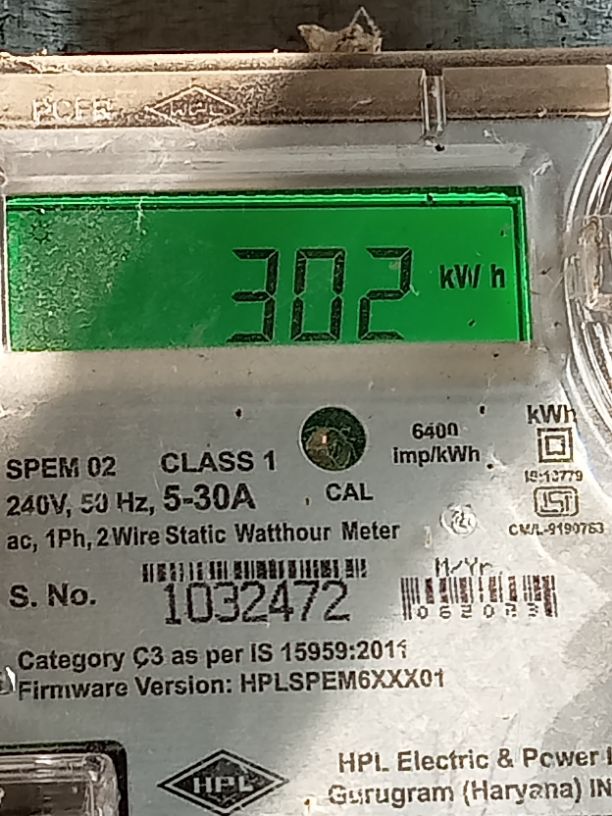 HPL
302 kWh
6400
imp/kWh
kWh
SPEM 02 CLASS 1
IS-13779
240V, 50 Hz, 5-30A
CAL
CM/L-9190763
ac, 1Ph, 2 Wire Static Watthour Meter
M/Yr.
S. No. 1032472
062023
Category C3 as per IS 15959:2011
Firmware Version: HPLSPEM6XXX01
HPL
HPL Electric & Power
Gurugram (Haryana) IN